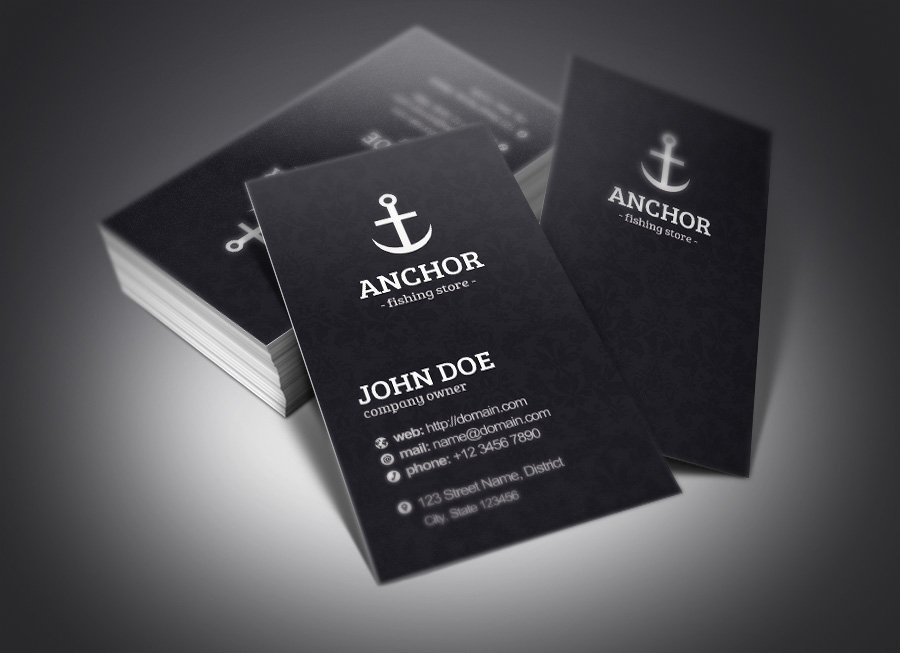 ANCHOR
- fishing store -
JOHN DOE
company owner
web: http://domain.com
mail: name@domain.com
phone: +12 3456 7890
123 Street Name, District
City, State 123456
ANCHOR
- fishing store -
DOE